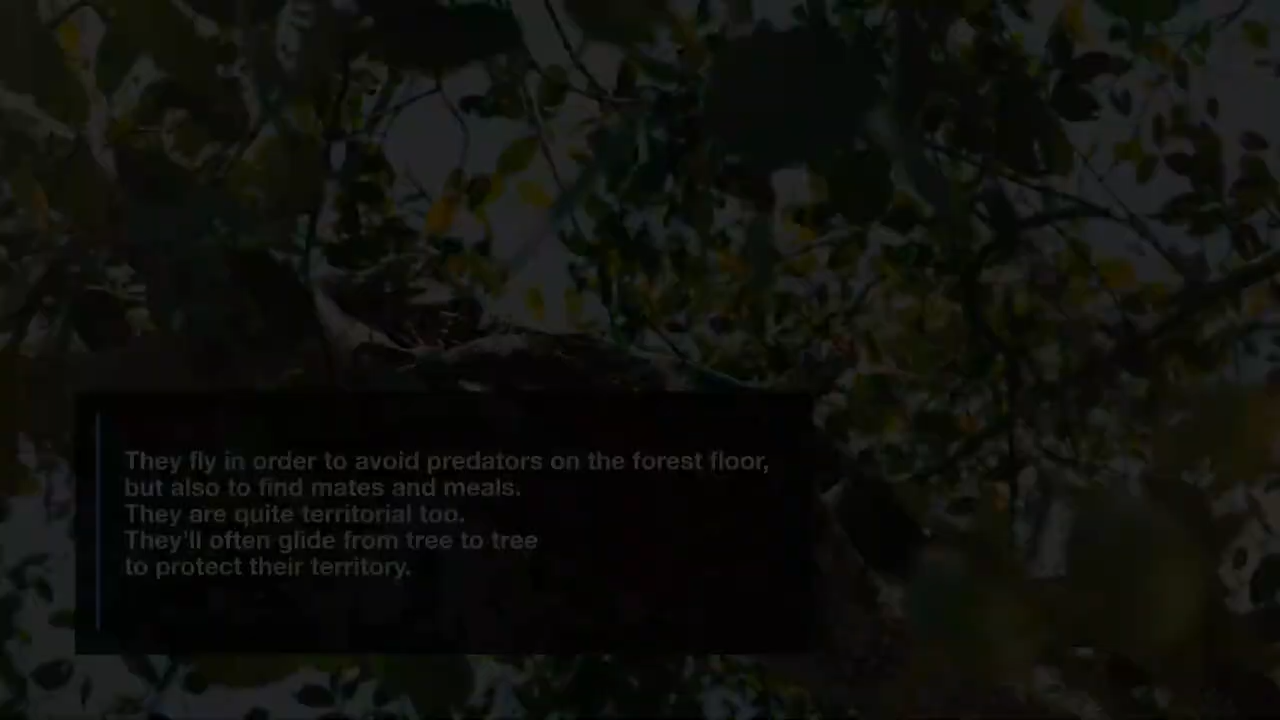 They fly in order to avoid predators on the forest floor,
but also to find mates and meals.
They are quite territorial too.
They'll often glide from tree to tree
to protect their territory.